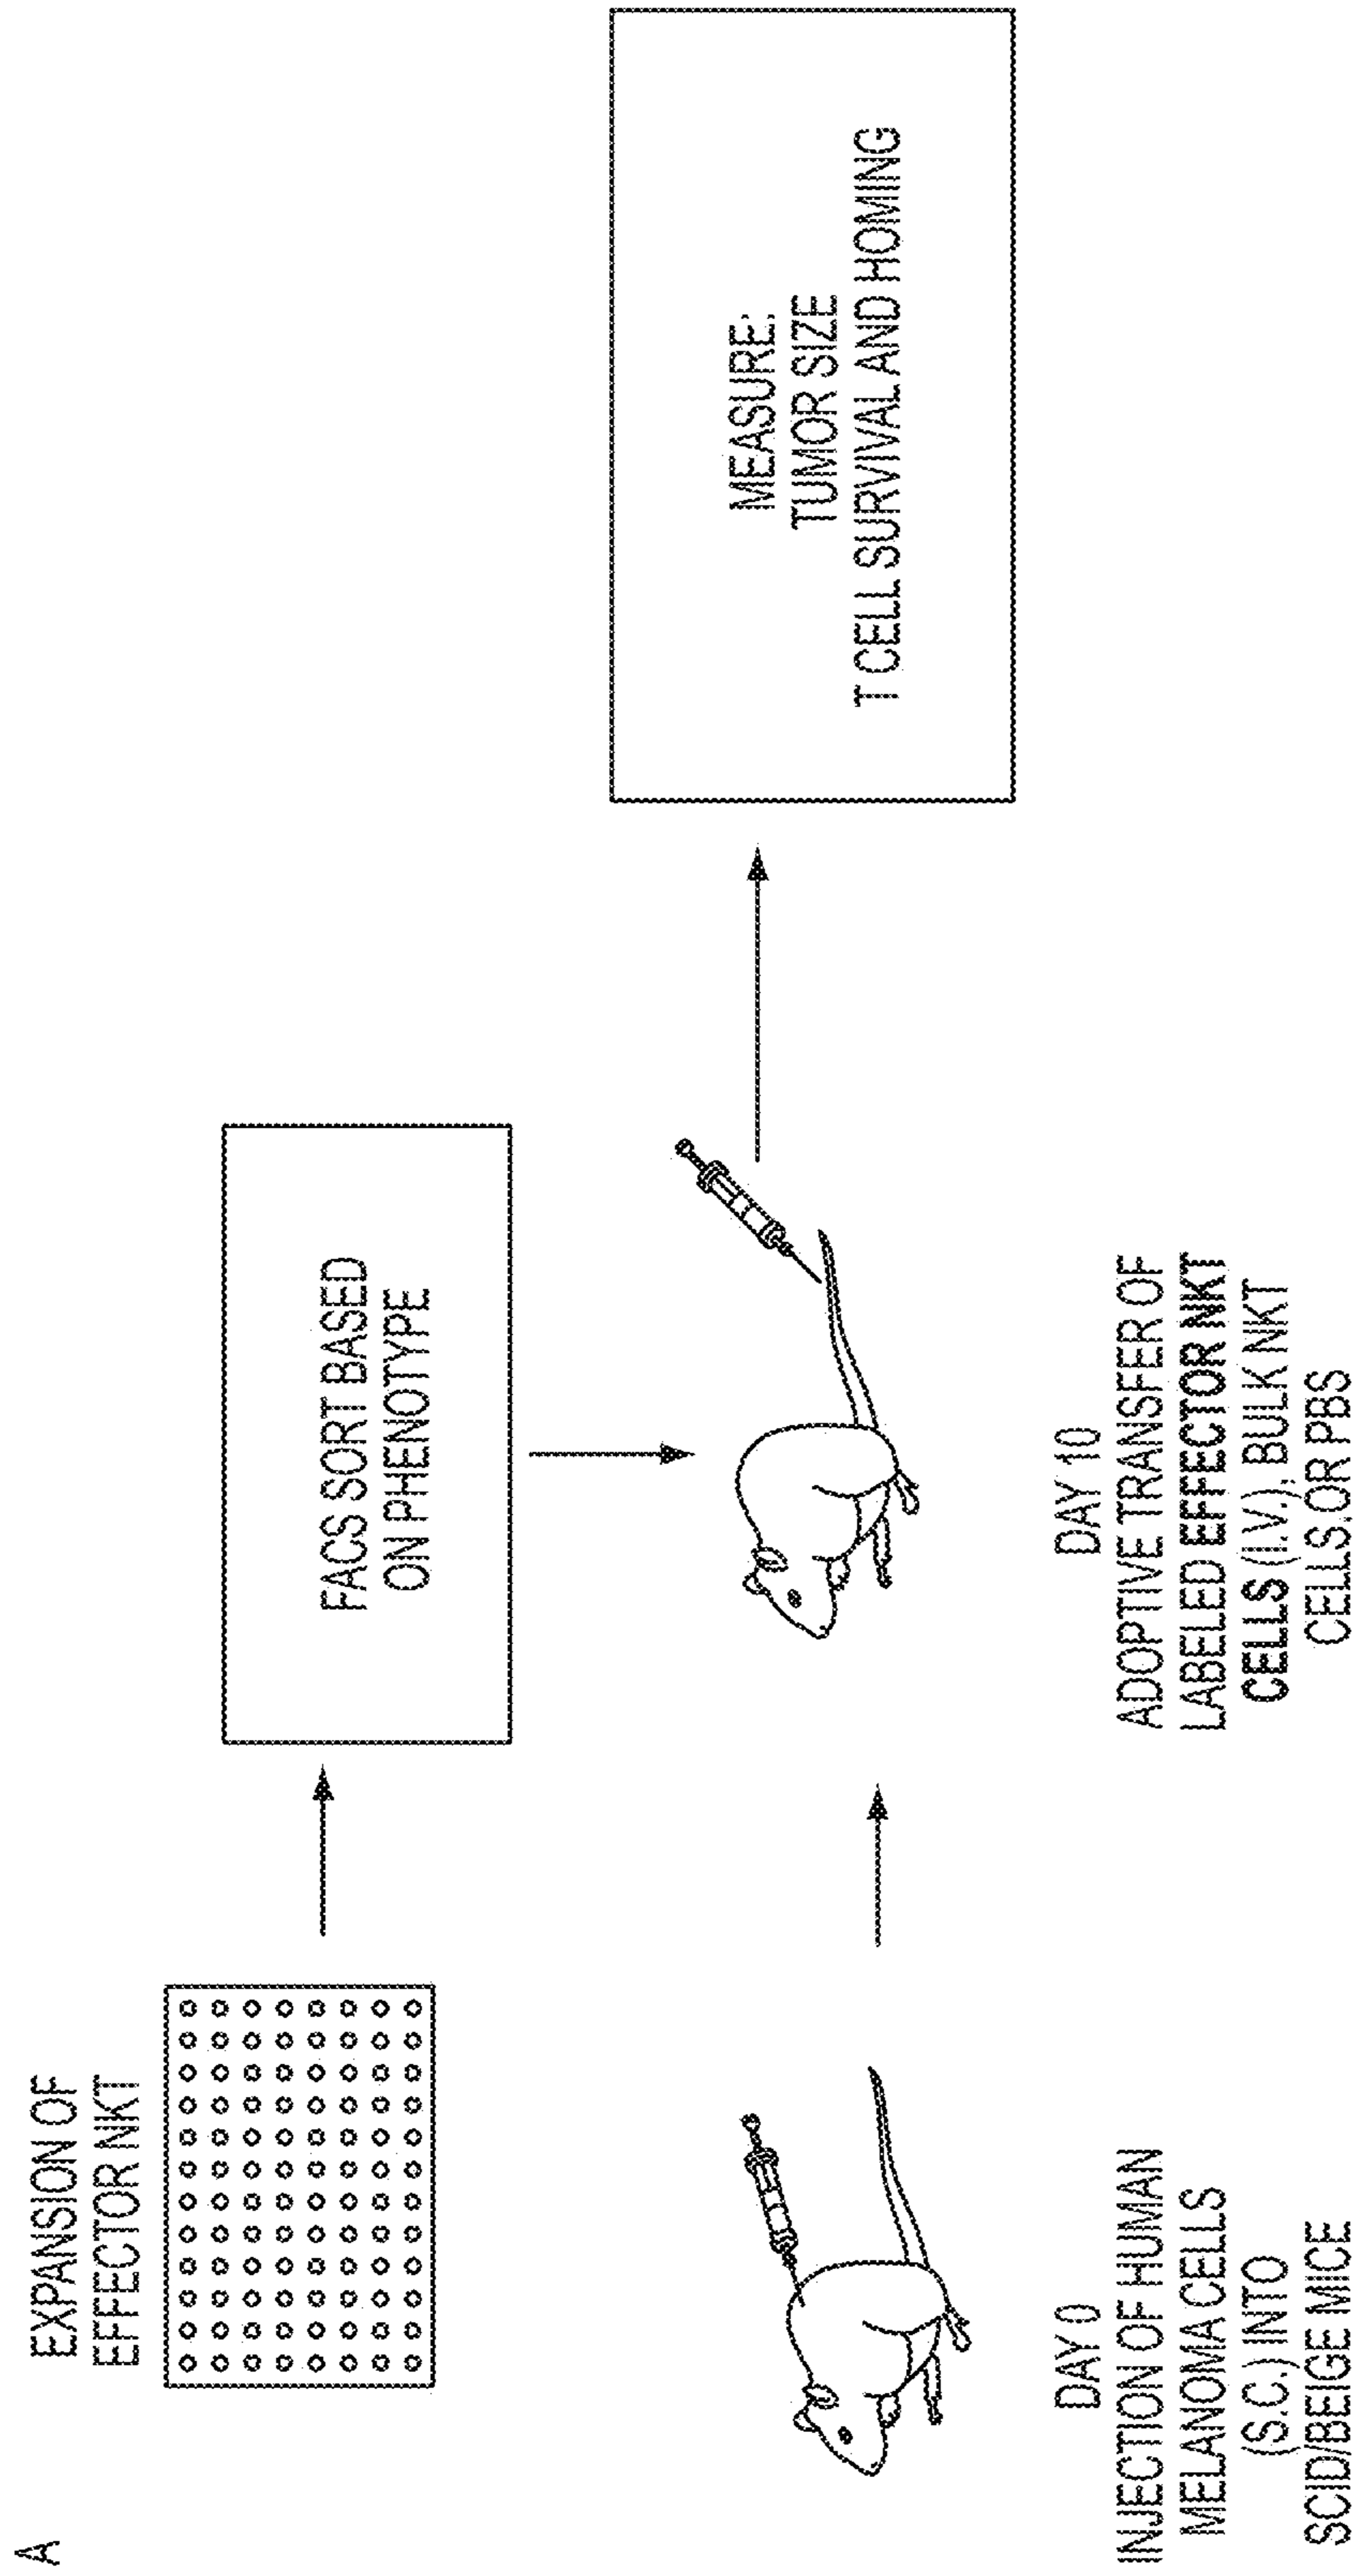 A
EXPANSION OF
EFFECTOR NKT
FACS SORT BASED
ON PHENOTYPE
DAY 0
INJECTION OF HUMAN
MELANOMA CELLS
(S.C.) INTO
SCID/BEIGE MICE
DAY 10
ADOPTIVE TRANSFER OF
LABELED EFFECTOR NKT
CELLS (I.V.), BULK NKT
CELLS OR PBS
MEASURE:
TUMOR SIZE
T CELL SURVIVAL AND HOMING